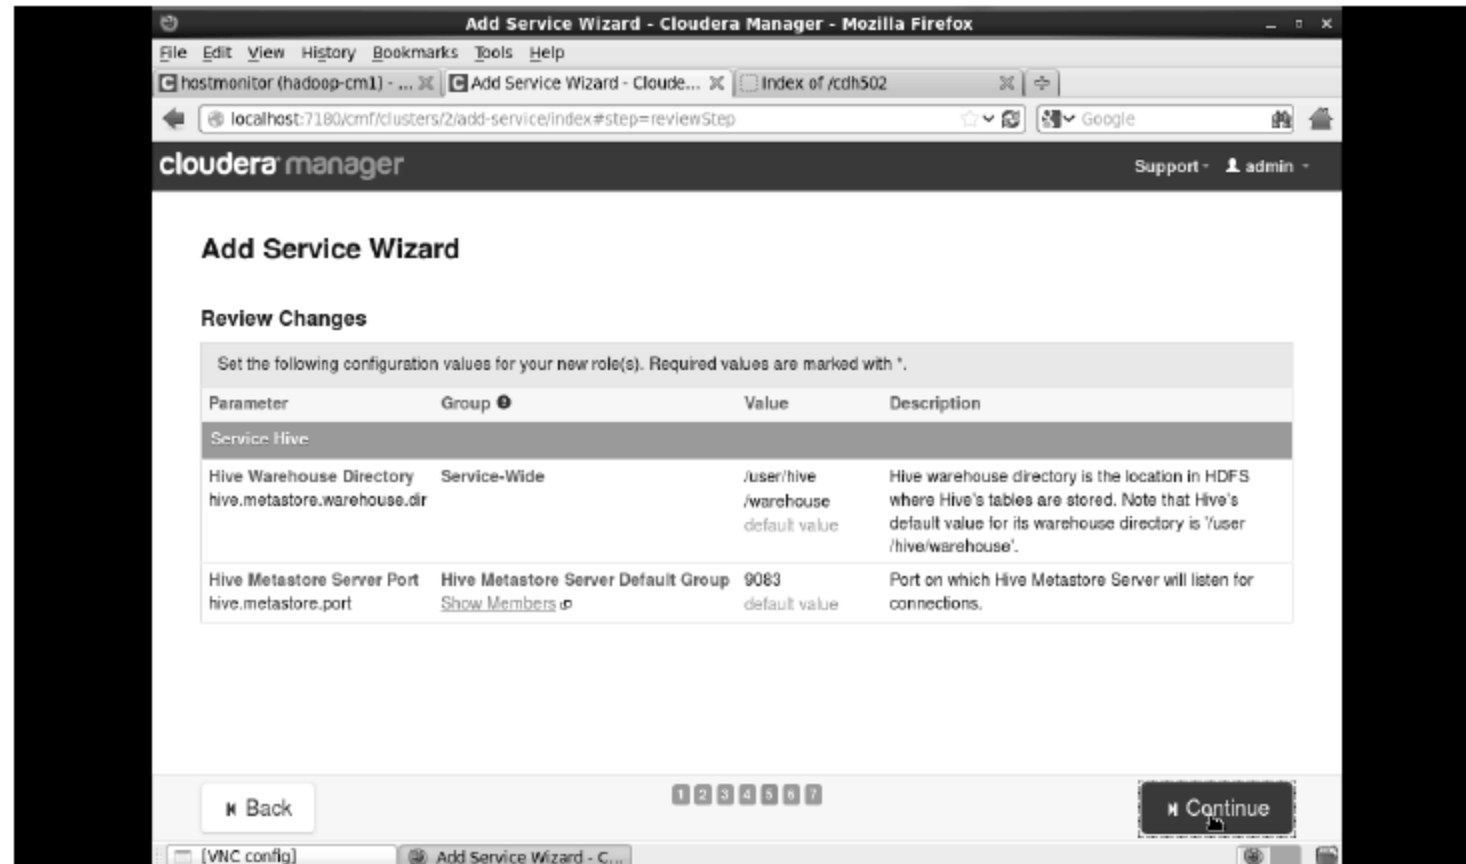 Add Service Wizard - Cloudera Manager - Mozilla Firefox
File Edit View History Bookmarks Tools Help
hostmonitor (hadoop-cm1) - ... Add Service Wizard - Cloude... Index of /cdh502
localhost:7180/cmf/clusters/2/add-service/index#step=reviewStep Google
cloudera manager Support admin
Add Service Wizard
Review Changes
Set the following configuration values for your new role(s). Required values are marked with *.
Parameter Group Value Description
Service Hive
Hive Warehouse Directory Service-Wide /user/hive Hive warehouse directory is the location in HDFS
hive.metastore.warehouse.dir /warehouse where Hive's tables are stored. Note that Hive's
default value default value for its warehouse directory is '/user
/hive/warehouse'.
Hive Metastore Server Port Hive Metastore Server Default Group 9083 Port on which Hive Metastore Server will listen for
hive.metastore.port Show Members default value connections.
Back 1 2 3 4 5 6 7 Continue
[VNC config] Add Service Wizard - C...